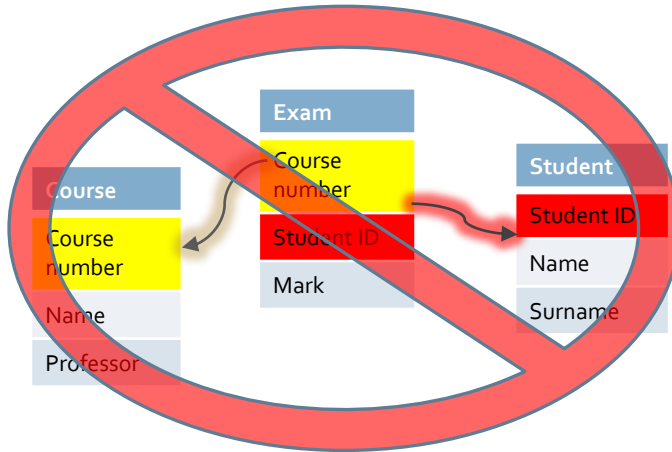 Exam
Course
number
Student ID
Mark
Course
Course
number
Name
Professor
Student
Student ID
Name
Surname